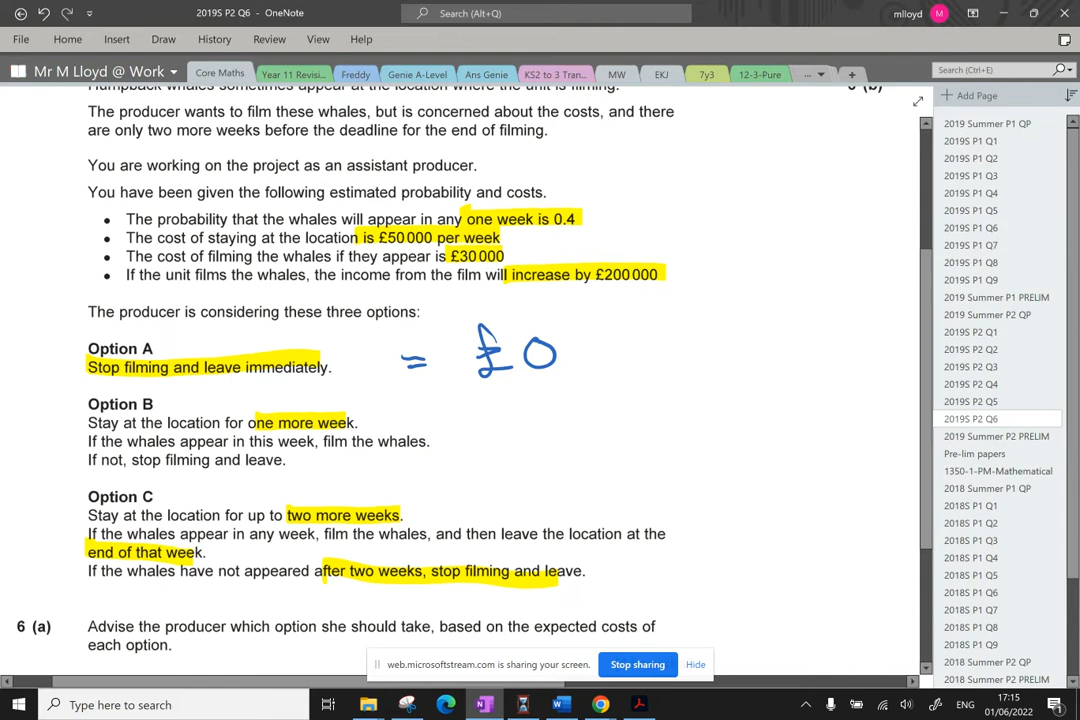 2019S P2 Q6 - OneNote
Search (Alt+Q)
mlloyd
M
File
Home
Insert
Draw
History
Review
View
Help
Mr M Lloyd @ Work
Core Maths
Year 11 Revisi...
Freddy
Genie A-Level
Ans Genie
KS2 to 3 Tran...
MW
EKJ
7y3
12-3-Pure
...
Search (Ctrl+E)
Humpback whales sometimes appear at the location where the unit is filming.
The producer wants to film these whales, but is concerned about the costs, and there
are only two more weeks before the deadline for the end of filming.
You are working on the project as an assistant producer.
You have been given the following estimated probability and costs.
• The probability that the whales will appear in any one week is 0.4
• The cost of staying at the location is £50 000 per week
• The cost of filming the whales if they appear is £30 000
• If the unit films the whales, the income from the film will increase by £200 000
The producer is considering these three options:
Option A
Stop filming and leave immediately.
= £0
Option B
Stay at the location for one more week.
If the whales appear in this week, film the whales.
If not, stop filming and leave.
Option C
Stay at the location for up to two more weeks.
If the whales appear in any week, film the whales, and then leave the location at the
end of that week.
If the whales have not appeared after two weeks, stop filming and leave.
6 (a) Advise the producer which option she should take, based on the expected costs of
each option.
web.microsoftstream.com is sharing your screen.
Stop sharing
Hide
Add Page
2019 Summer P1 QP
2019S P1 Q1
2019S P1 Q2
2019S P1 Q3
2019S P1 Q4
2019S P1 Q5
2019S P1 Q6
2019S P1 Q7
2019S P1 Q8
2019S P1 Q9
2019 Summer P1 PRELIM
2019 Summer P2 QP
2019S P2 Q1
2019S P2 Q2
2019S P2 Q3
2019S P2 Q4
2019S P2 Q5
2019S P2 Q6
2019 Summer P2 PRELIM
Pre-lim papers
1350-1-PM-Mathematical
2018 Summer P1 QP
2018S P1 Q1
2018S P1 Q2
2018S P1 Q3
2018S P1 Q4
2018S P1 Q5
2018S P1 Q6
2018S P1 Q7
2018S P1 Q8
2018S P1 Q9
2018 Summer P2 QP
2018 Summer P2 PRELIM
Type here to search
ENG
17:15
01/06/2022